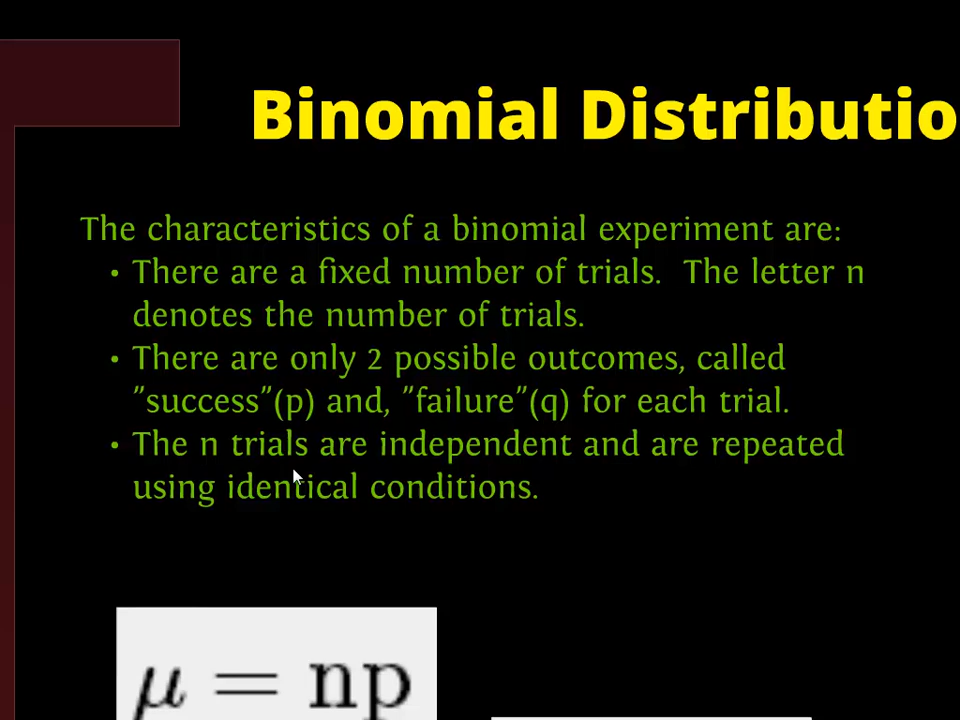 Binomial Distributio
The characteristics of a binomial experiment are:
• There are a fixed number of trials.  The letter n
denotes the number of trials.
• There are only 2 possible outcomes, called
"success"(p) and, "failure"(q) for each trial.
• The n trials are independent and are repeated
using identical conditions.
μ = np